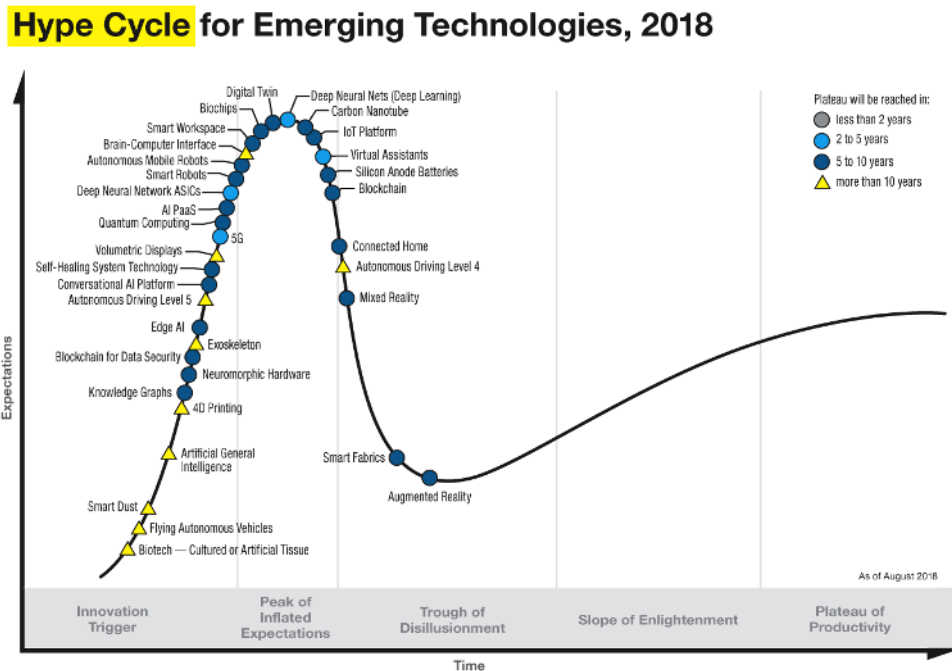 Hype Cycle for Emerging Technologies, 2018
Plateau will be reached in:
less than 2 years
2 to 5 years
5 to 10 years
more than 10 years
Expectations
Digital Twin
Biochips
Smart Workspace
Brain-Computer Interface
Autonomous Mobile Robots
Smart Robots
Deep Neural Network ASICs
AI PaaS
Quantum Computing
5G
Volumetric Displays
Self-Healing System Technology
Conversational AI Platform
Autonomous Driving Level 5
Edge AI
Exoskeleton
Blockchain for Data Security
Neuromorphic Hardware
Knowledge Graphs
4D Printing
Artificial General
Intelligence
Smart Dust
Flying Autonomous Vehicles
Biotech — Cultured or Artificial Tissue
Deep Neural Nets (Deep Learning)
Carbon Nanotube
IoT Platform
Virtual Assistants
Silicon Anode Batteries
Blockchain
Connected Home
Autonomous Driving Level 4
Mixed Reality
Smart Fabrics
Augmented Reality
As of August 2018
Innovation
Trigger
Peak of
Inflated
Expectations
Trough of
Disillusionment
Slope of Enlightenment
Plateau of
Productivity
Time